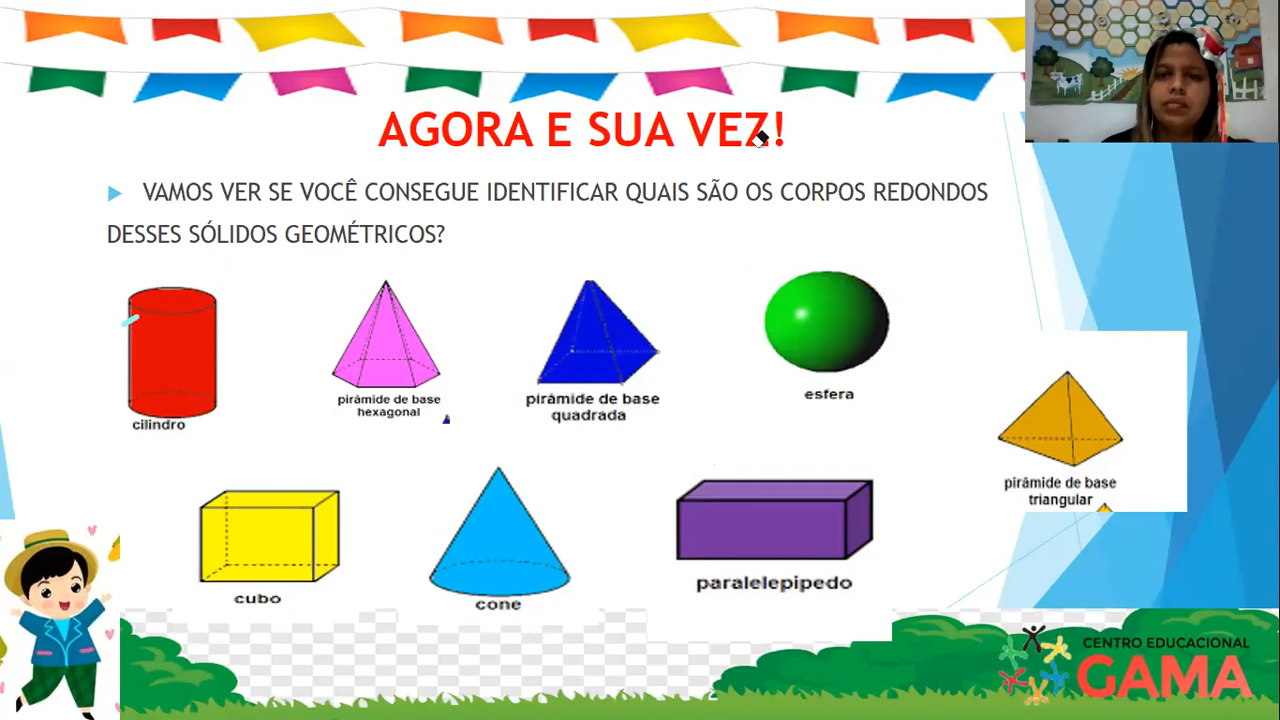 AGORA E SUA VEZ!
VAMOS VER SE VOCÊ CONSEGUE IDENTIFICAR QUAIS SÃO OS CORPOS REDONDOS
DESSES SÓLIDOS GEOMÉTRICOS?
cilindro
pirâmide de base
hexagonal
pirâmide de base
quadrada
esfera
pirâmide de base
triangular
cubo
cone
paralelepipedo
CENTRO EDUCACIONAL
GAMA